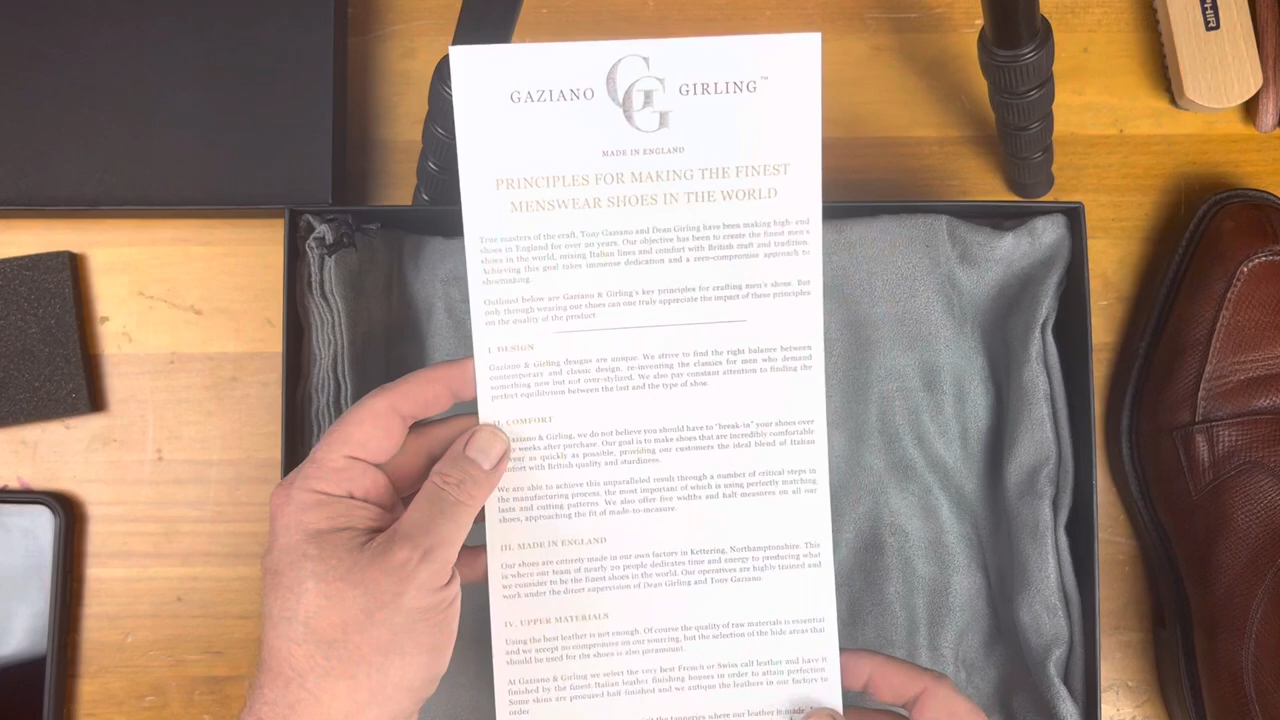 GAZIANO GG GIRLING™
MADE IN ENGLAND
PRINCIPLES FOR MAKING THE FINEST
MENSWEAR SHOES IN THE WORLD
True masters of the craft, Tony Gaziano and Dean Girling have been making high-end
shoes in England for over 20 years. Our objective has been to create the finest men's
shoes in the world, mixing Italian lines and comfort with British craft and tradition.
Achieving this goal takes immense dedication and a zero-compromise approach to
shoemaking.
Outlined below are Gaziano & Girling's key principles for crafting men's shoes. But
only through wearing our shoes can one truly appreciate the impact of these principles
on the quality of the product.
I. DESIGN
Gaziano & Girling designs are unique. We strive to find the right balance between
contemporary and classic design, re-inventing the classics for men who demand
something new but not over-stylized. We also pay constant attention to finding the
perfect equilibrium between the last and the type of shoe.
II. COMFORT
Gaziano & Girling, we do not believe you should have to "break-in" your shoes over
weeks after purchase. Our goal is to make shoes that are incredibly comfortable
wear as quickly as possible, providing our customers the ideal blend of Italian
comfort with British quality and sturdiness.
We are able to achieve this unparalleled result through a number of critical steps in
the manufacturing process, the most important of which is using perfectly matching
lasts and cutting patterns. We also offer five widths and half-measures on all our
shoes, approaching the fit of made-to-measure.
III. MADE IN ENGLAND
Our shoes are entirely made in our own factory in Kettering, Northamptonshire. This
is where our team of nearly 20 people dedicates time and energy to producing what
we consider to be the finest shoes in the world. Our operatives are highly trained and
work under the direct supervision of Dean Girling and Tony Gaziano.
IV. UPPER MATERIALS
Using the best leather is not enough. Of course the quality of raw materials is essential
and we accept no compromise on our sourcing, but the selection of the hide areas that
should be used for the shoes is also paramount.
At Gaziano & Girling we select the very best French or Swiss calf leather and have it
finished by the finest Italian leather finishing houses in order to attain perfection.
Some skins are procured half finished and we antique the leathers in our factory to
order
the tanneries where our leather is made
PHIR